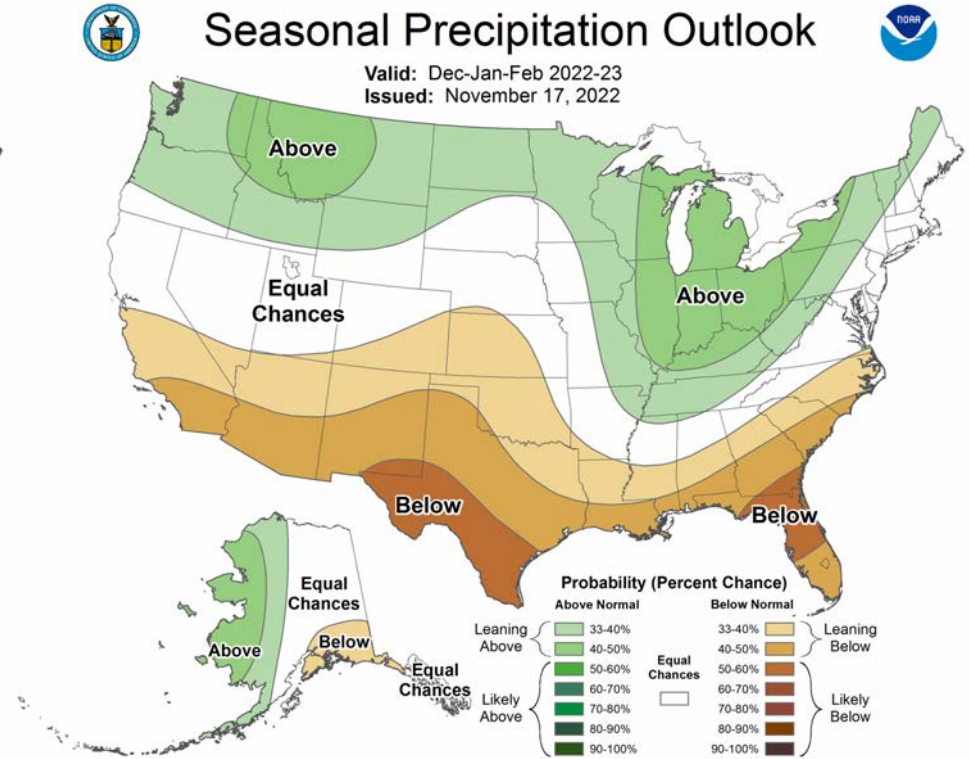 Seasonal Precipitation Outlook
NOAA
Valid: Dec-Jan-Feb 2022-23
Issued: November 17, 2022
Above
Equal
Chances
Above
Below
Below
Equal
Chances
Above
Below
Equal
Chances
Probability (Percent Chance)
Above Normal
Below Normal
Leaning
Above
33-40%
40-50%
Likely
Above
50-60%
60-70%
70-80%
80-90%
90-100%
Equal
Chances
33-40%
40-50%
Leaning
Below
50-60%
60-70%
70-80%
80-90%
90-100%
Likely
Below